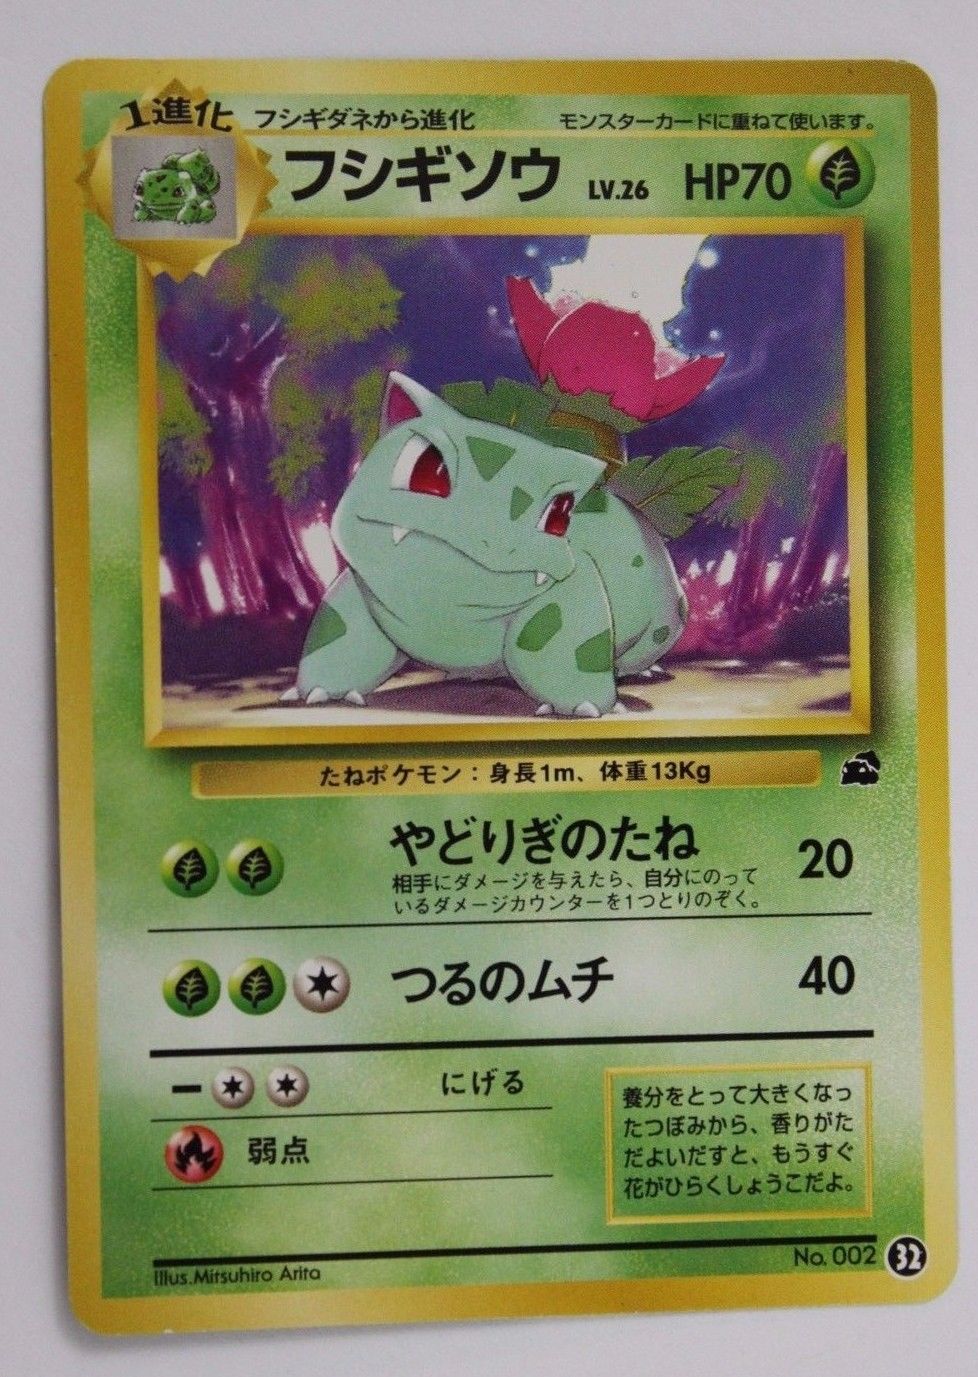 1進化 フシギダネから進化 モンスターカードに重ねて使います。
フシギソウ LV.26 HP70
たねポケモン：身長1m、体重13Kg
やどりぎのたね 20
相手にダメージを与えたら、自分にのって
いるダメージカウンターを1つとりのぞく。
つるのムチ 40
にげる
弱点
養分をとって大きくなっ
たつぼみから、香りがた
だよいだすと、もうすぐ
花がひらくしょうこだよ。
Illus.Mitsuhiro Arita
No.002 32